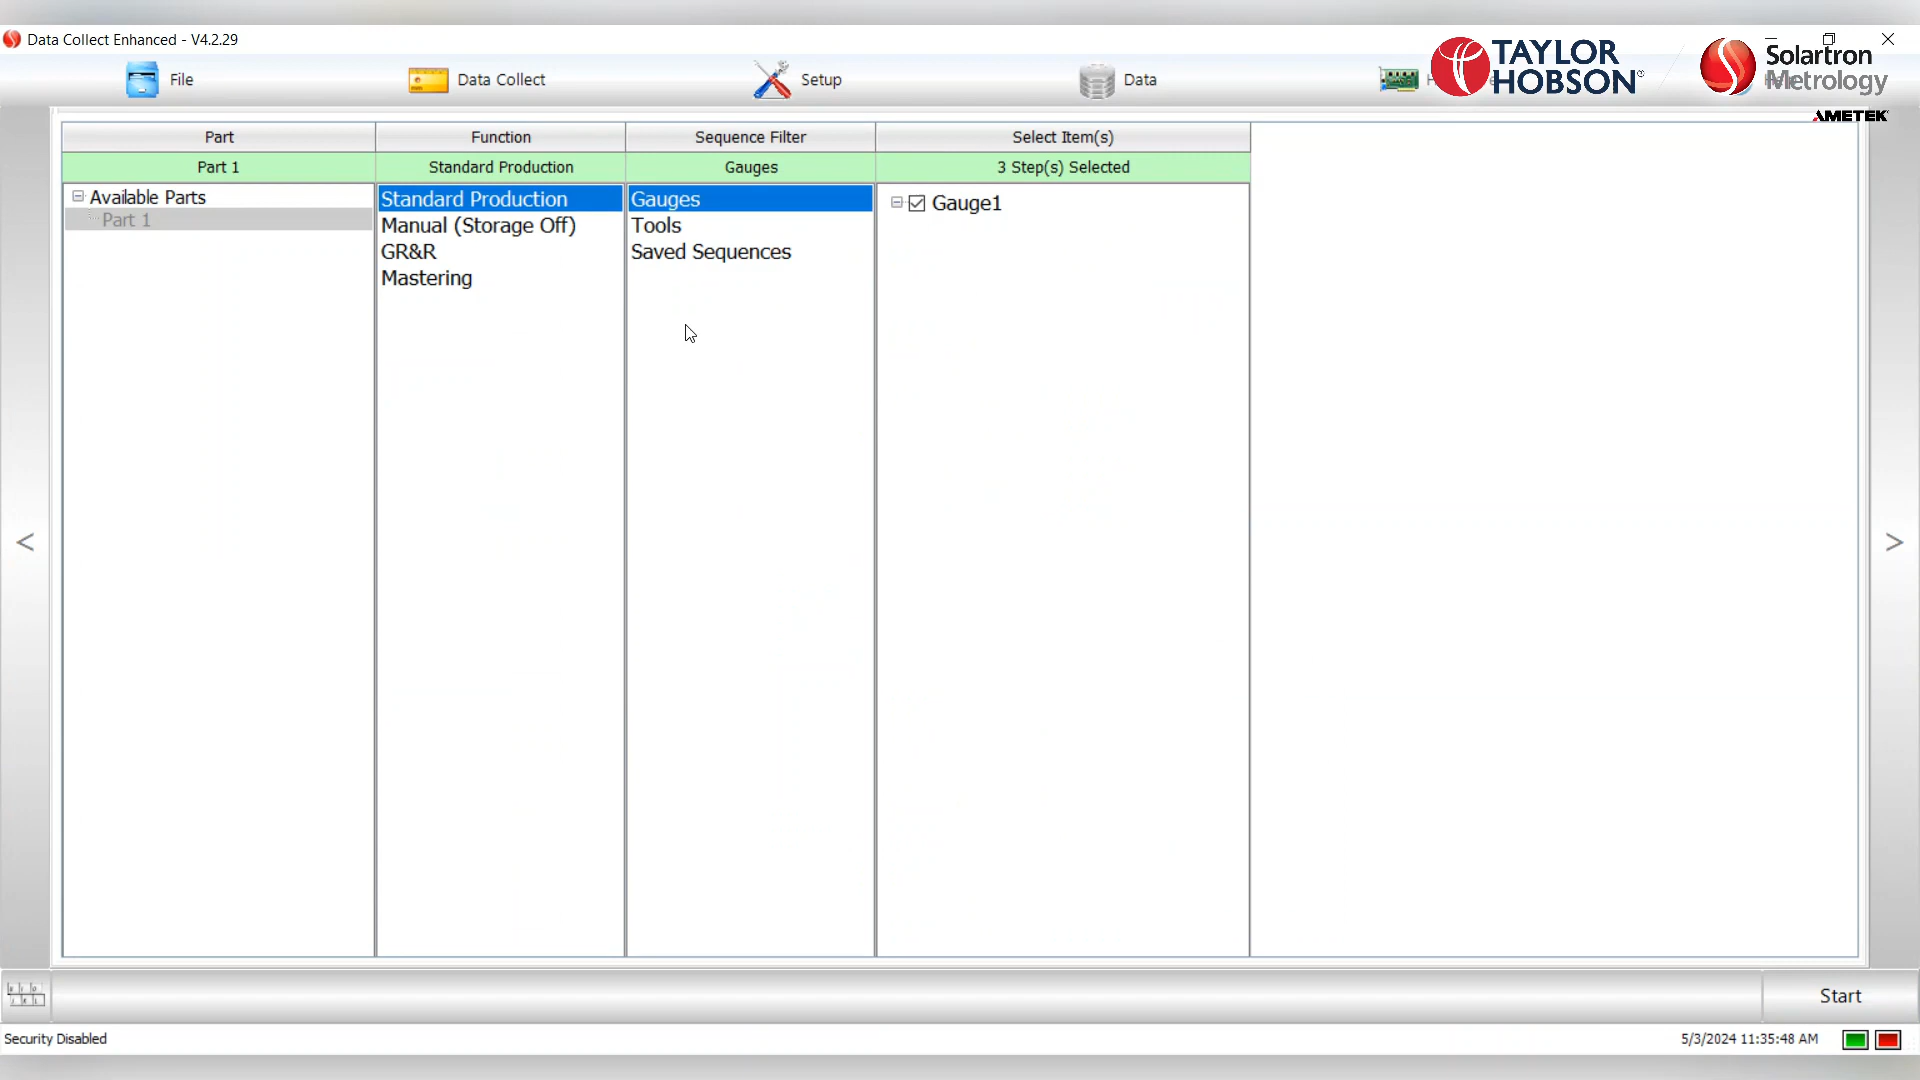 Data Collect Enhanced - V4.2.29
File
Data Collect
Setup
Data
TAYLOR
HOBSON
Solartron
Metrology
AMETEK
Part
Function
Sequence Filter
Select Item(s)
Part 1
Standard Production
Gauges
3 Step(s) Selected
Available Parts
Part 1
Standard Production
Manual (Storage Off)
GR&R
Mastering
Gauges
Tools
Saved Sequences
Gauge1
<
>
Start
Security Disabled
5/3/2024 11:35:48 AM